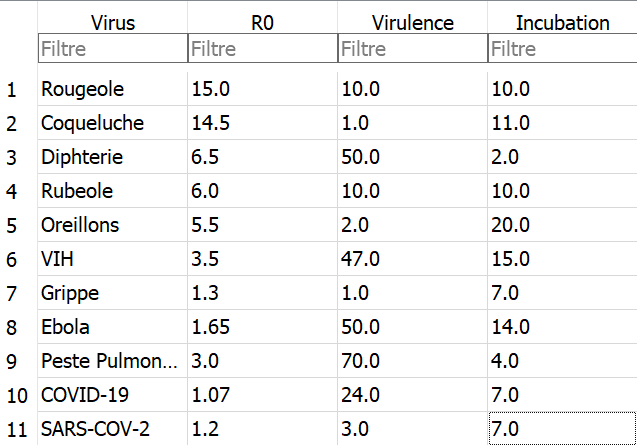 Virus R0 Virulence Incubation
Filtre Filtre Filtre Filtre
1 Rougeole 15.0 10.0 10.0
2 Coqueluche 14.5 1.0 11.0
3 Diphterie 6.5 50.0 2.0
4 Rubeole 6.0 10.0 10.0
5 Oreillons 5.5 2.0 20.0
6 VIH 3.5 47.0 15.0
7 Grippe 1.3 1.0 7.0
8 Ebola 1.65 50.0 14.0
9 Peste Pulmon... 3.0 70.0 4.0
10 COVID-19 1.07 24.0 7.0
11 SARS-COV-2 1.2 3.0 7.0